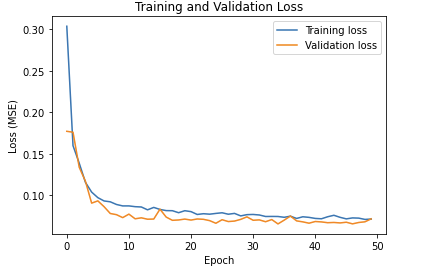 Training and Validation Loss
Training loss
Validation loss
Loss (MSE)
0.30
0.25
0.20
0.15
0.10
0
10
20
30
40
50
Epoch